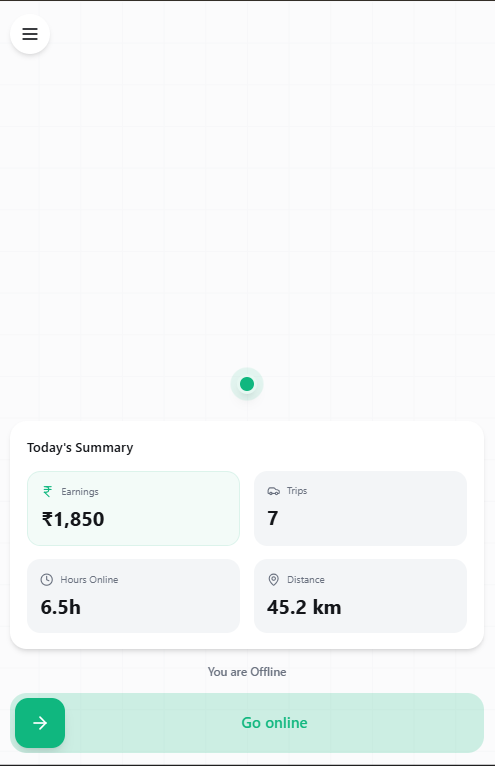 Today's Summary
Earnings
₹1,850
Trips
7
Hours Online
6.5h
Distance
45.2 km
You are Offline
Go online